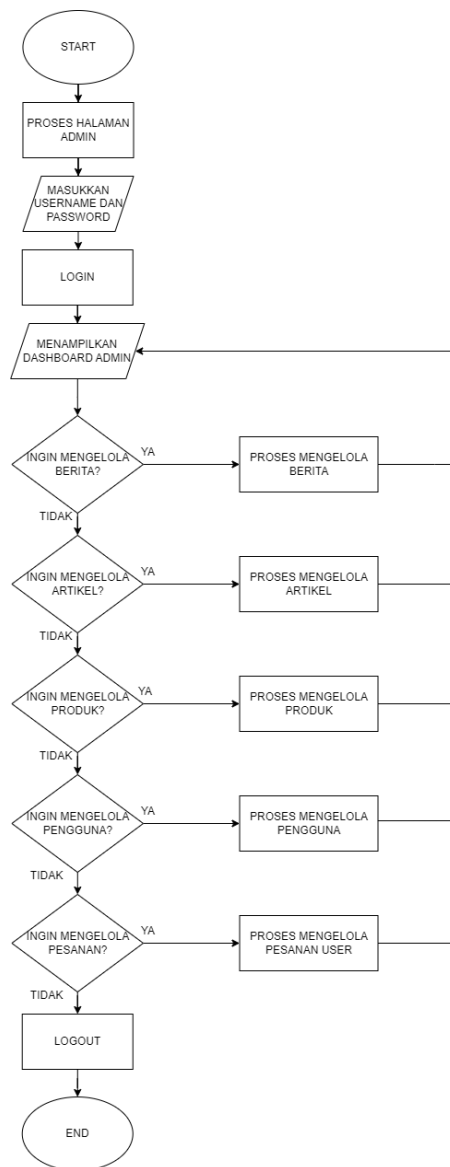 START
PROSES HALAMAN
ADMIN
MASUKKAN
USERNAME DAN
PASSWORD
LOGIN
MENAMPILKAN
DASHBOARD ADMIN
INGIN MENGELOLA
BERITA?
YA
PROSES MENGELOLA
BERITA
TIDAK
INGIN MENGELOLA
ARTIKEL?
YA
PROSES MENGELOLA
ARTIKEL
TIDAK
INGIN MENGELOLA
PRODUK?
YA
PROSES MENGELOLA
PRODUK
TIDAK
INGIN MENGELOLA
PENGGUNA?
YA
PROSES MENGELOLA
PENGGUNA
TIDAK
INGIN MENGELOLA
PESANAN?
YA
PROSES MENGELOLA
PESANAN USER
TIDAK
LOGOUT
END